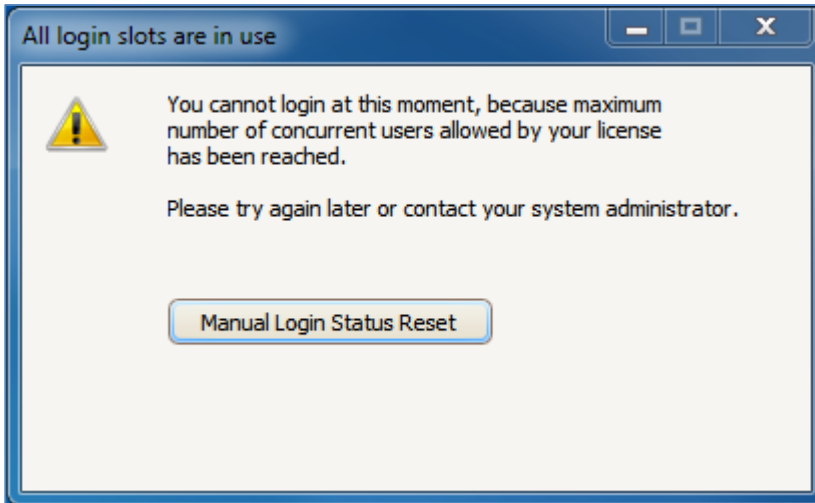 All login slots are in use
You cannot login at this moment, because maximum
number of concurrent users allowed by your license
has been reached.
Please try again later or contact your system administrator.
Manual Login Status Reset